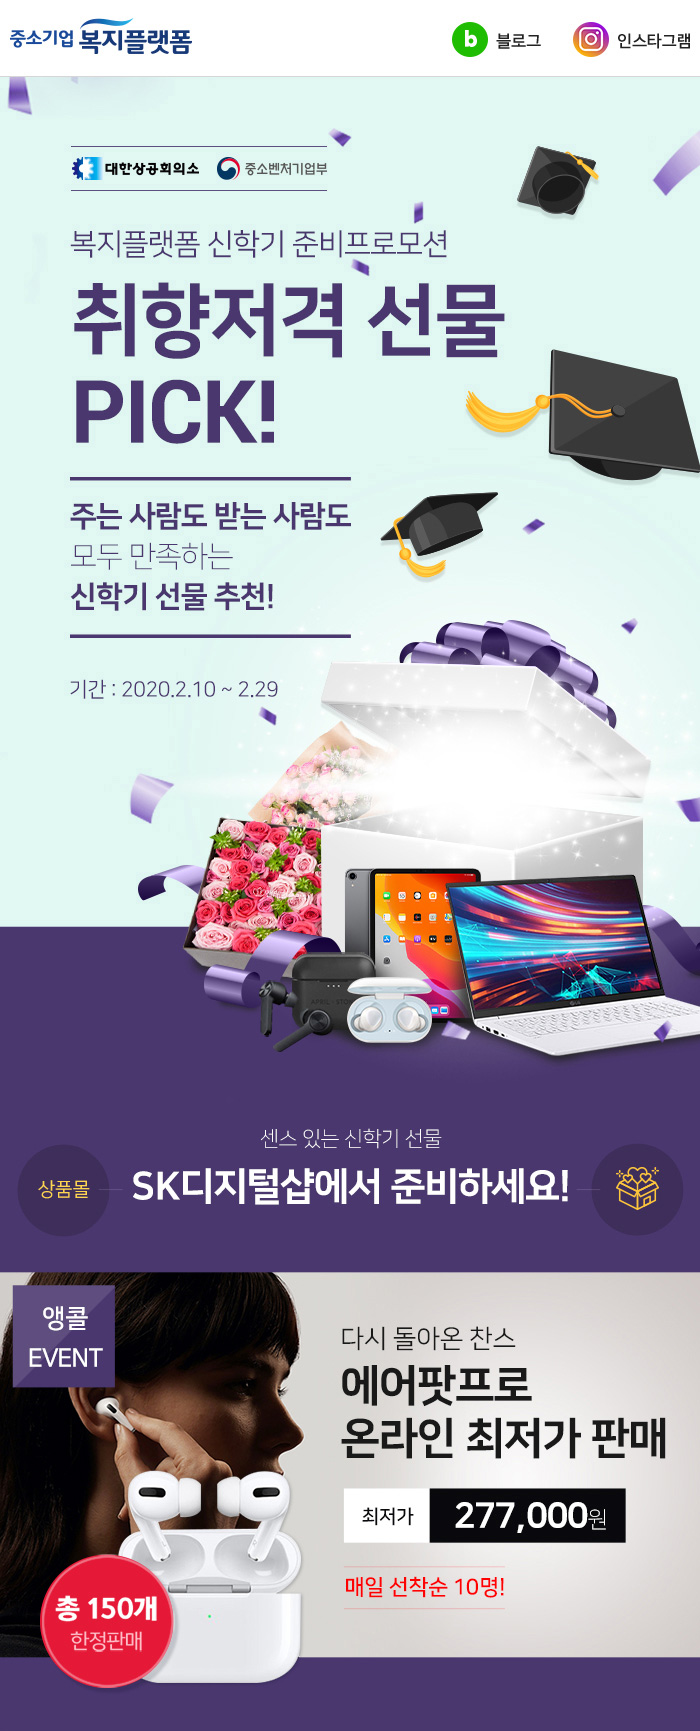 중소기업 복지플랫폼
블로그
인스타그램
대한상공회의소 중소벤처기업부
복지플랫폼 신학기 준비프로모션
취향저격 선물
PICK!
주는 사람도 받는 사람도
모두 만족하는
신학기 선물 추천!
기간 : 2020.2.10 ~ 2.29
센스 있는 신학기 선물
상품몰
SK디지털샵에서 준비하세요!
앵콜
EVENT
다시 돌아온 찬스
에어팟프로
온라인 최저가 판매
최저가 277,000원
매일 선착순 10명!
총 150개
한정판매